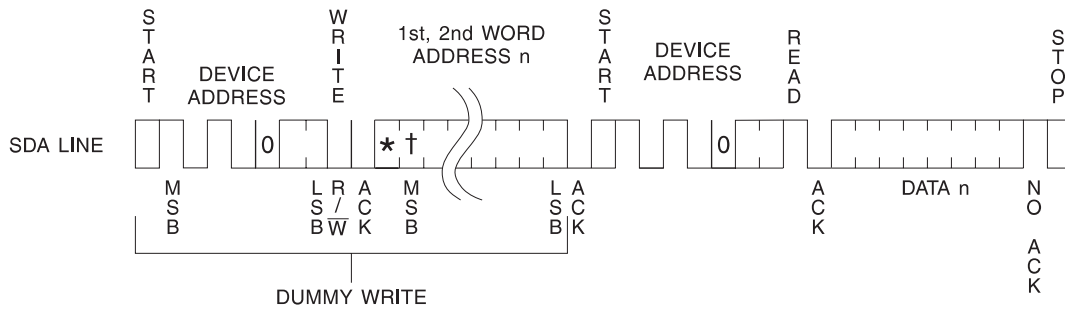 START
WRITE
START
READ
STOP
1st, 2nd WORD
ADDRESS n
DEVICE
ADDRESS
DEVICE
ADDRESS
SDA LINE
0
* †
0
MSB
LSB
R/W
ACK
MSB
LSB
ACK
ACK
DATA n
NO ACK
DUMMY WRITE